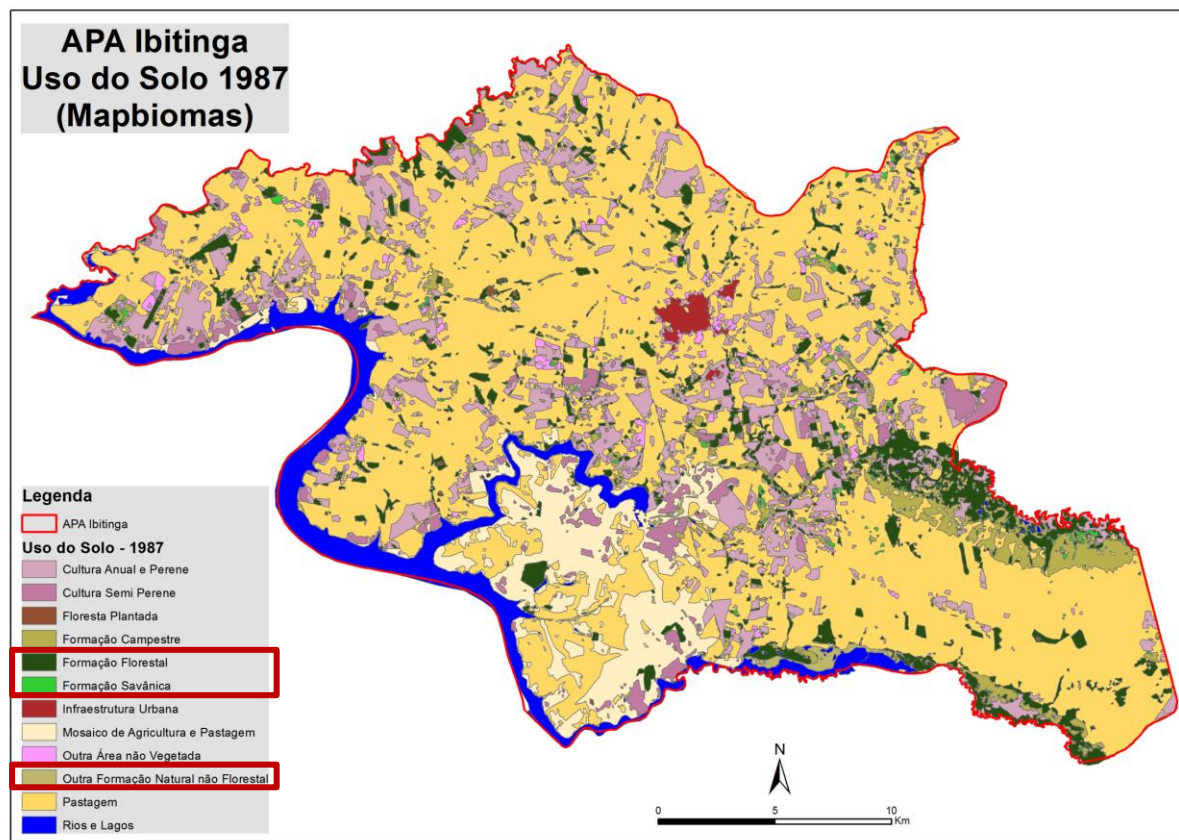 APA Ibitinga
Uso do Solo 1987
(Mapbiomas)
Legenda
APA Ibitinga
Uso do Solo - 1987
Cultura Anual e Perene
Cultura Semi Perene
Floresta Plantada
Formação Campestre
Formação Florestal
Formação Savânica
Infraestrutura Urbana
Mosaico de Agricultura e Pastagem
Outra Área não Vegetada
Outra Formação Natural não Florestal
Pastagem
Rios e Lagos
N
0 5 10
Km